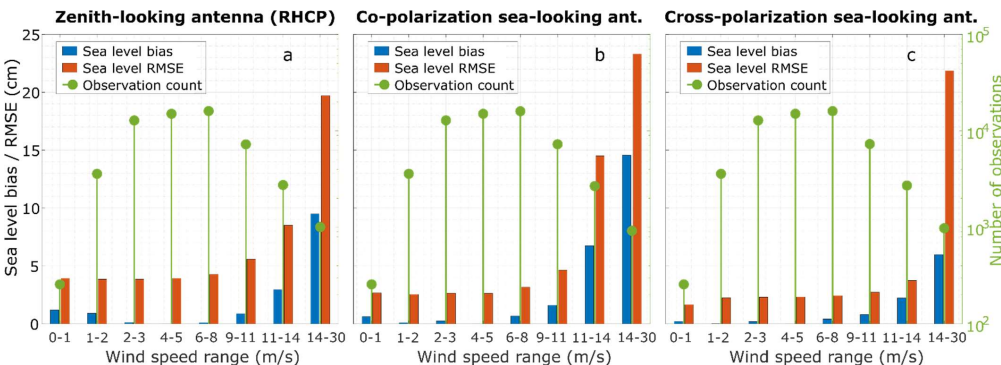 Zenith-looking antenna (RHCP)
Co-polarization sea-looking ant.
Cross-polarization sea-looking ant.
Sea level bias / RMSE (cm)
25
20
15
10
5
0
Sea level bias
Sea level RMSE
Observation count
a
0-1 1-2 2-3 4-5 6-8 9-11 11-14 14-30
Wind speed range (m/s)
Sea level bias
Sea level RMSE
Observation count
b
0-1 1-2 2-3 4-5 6-8 9-11 11-14 14-30
Wind speed range (m/s)
Sea level bias
Sea level RMSE
Observation count
c
0-1 1-2 2-3 4-5 6-8 9-11 11-14 14-30
Wind speed range (m/s)
10⁵
10⁴
10³
10²
Number of observations